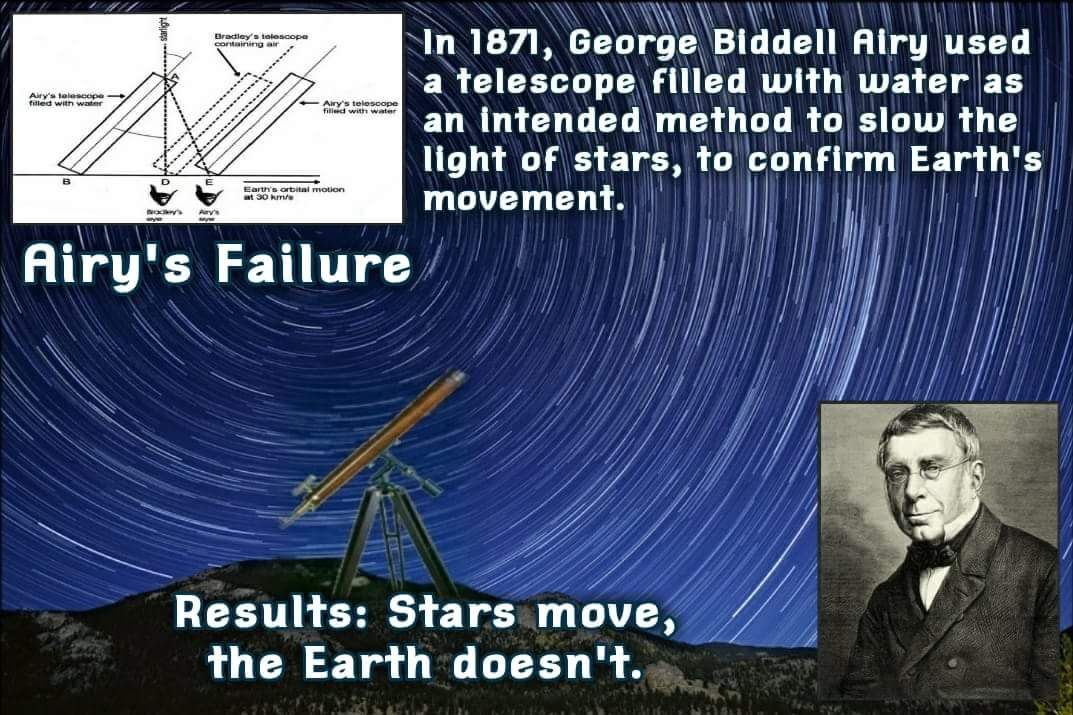 starlight
Bradley's telescope
containing air
A
Airy's telescope
filled with water
Airy's telescope
filled with water
B
D
E
Earth's orbital motion
at 30 km/s
Bradley's
eye
Airy's
eye
In 1871, George Biddell Airy used
a telescope filled with water as
an intended method to slow the
light of stars, to confirm Earth's
movement.
Airy's Failure
Results: Stars move,
the Earth doesn't.